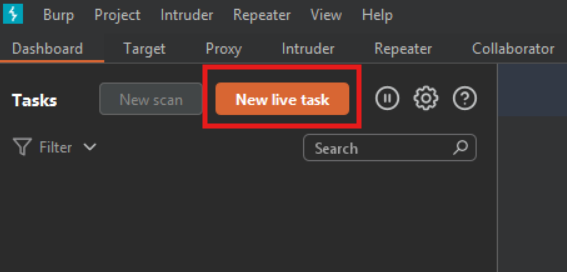 Burp Project Intruder Repeater View Help
Dashboard Target Proxy Intruder Repeater Collaborator
Tasks New scan New live task
Filter Search